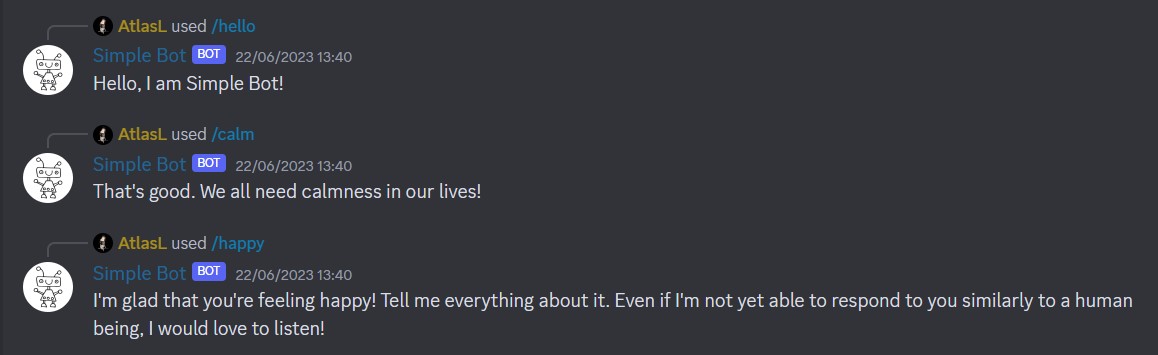 AtlasL used /hello
Simple Bot BOT 22/06/2023 13:40
Hello, I am Simple Bot!
AtlasL used /calm
Simple Bot BOT 22/06/2023 13:40
That's good. We all need calmness in our lives!
AtlasL used /happy
Simple Bot BOT 22/06/2023 13:40
I'm glad that you're feeling happy! Tell me everything about it. Even if I'm not yet able to respond to you similarly to a human
being, I would love to listen!